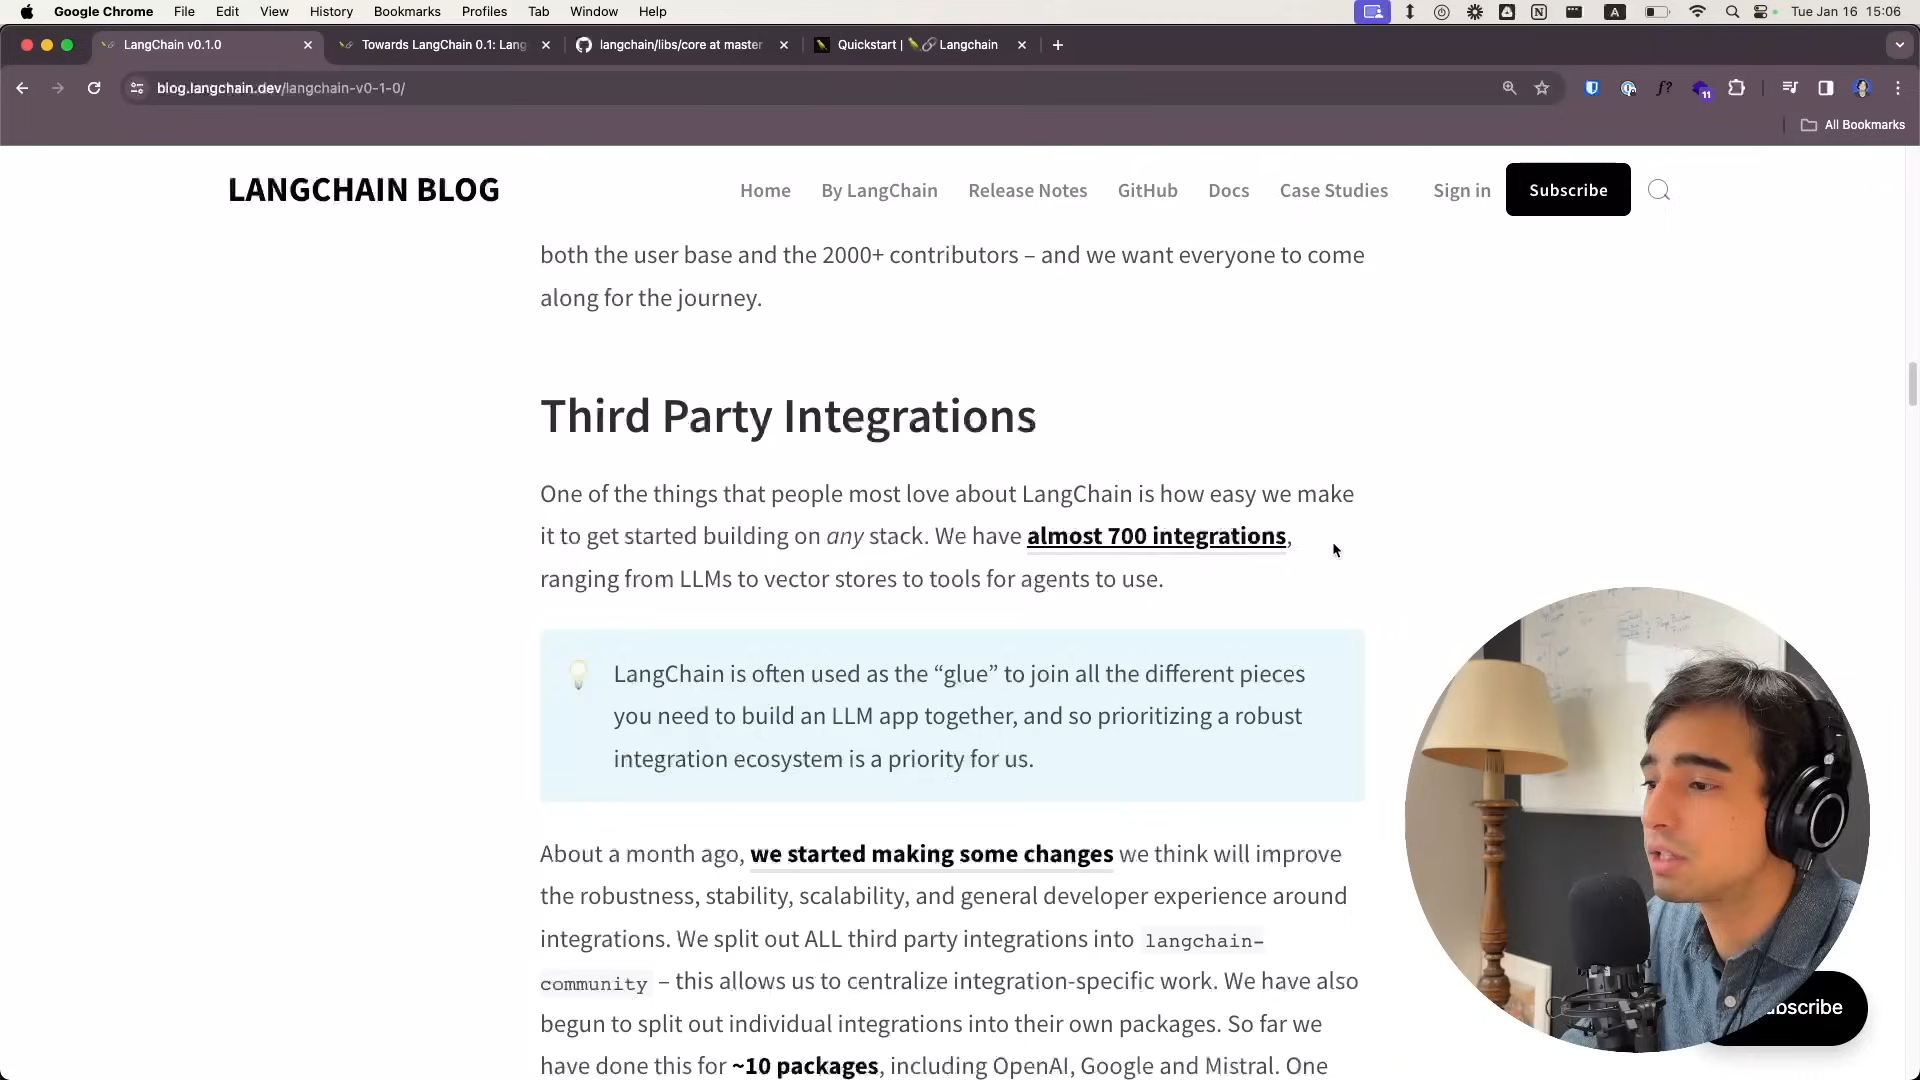 Google Chrome File Edit View History Bookmarks Profiles Tab Window Help A Tue Jan 16 15:06
LangChain v0.1.0 Towards LangChain 0.1: Lang langchain/libs/core at master Quickstart | 🦜🔗 Langchain
blog.langchain.dev/langchain-v0-1-0/ f? 11
All Bookmarks
LANGCHAIN BLOG Home By LangChain Release Notes GitHub Docs Case Studies Sign in Subscribe
both the user base and the 2000+ contributors – and we want everyone to come
along for the journey.
Third Party Integrations
One of the things that people most love about LangChain is how easy we make
it to get started building on any stack. We have almost 700 integrations,
ranging from LLMs to vector stores to tools for agents to use.
LangChain is often used as the “glue” to join all the different pieces
you need to build an LLM app together, and so prioritizing a robust
integration ecosystem is a priority for us.
About a month ago, we started making some changes we think will improve
the robustness, stability, scalability, and general developer experience around
integrations. We split out ALL third party integrations into langchain-
community – this allows us to centralize integration-specific work. We have also
begun to split out individual integrations into their own packages. So far we
have done this for ~10 packages, including OpenAI, Google and Mistral. One
ubscribe